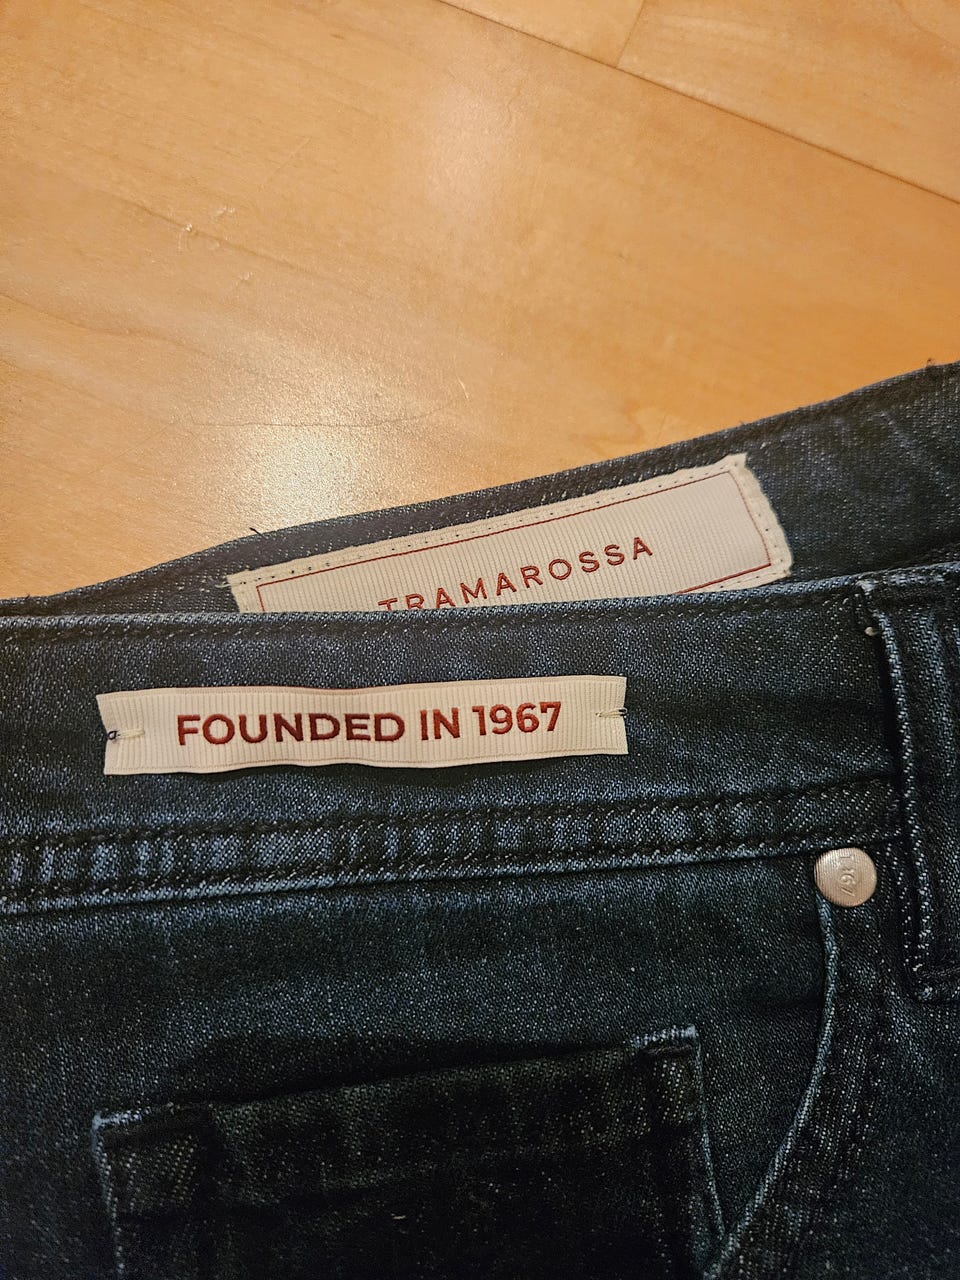 TRAMAROSSA
FOUNDED IN 1967